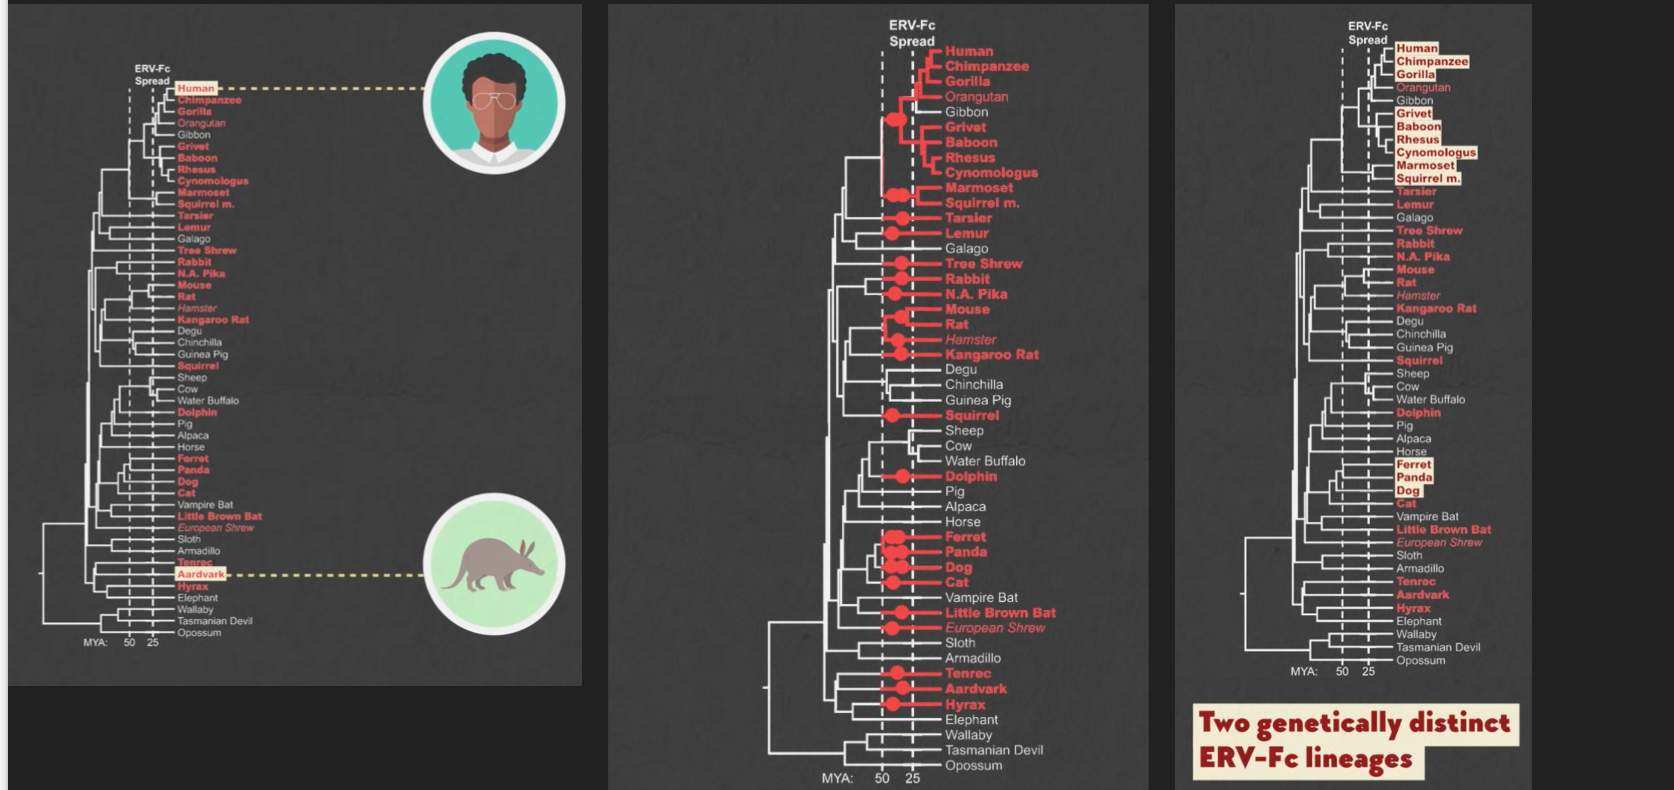 ERV-Fc
Spread
Human
Chimpanzee
Gorilla
Orangutan
Gibbon
Grivet
Baboon
Rhesus
Cynomologus
Marmoset
Squirrel m.
Tarsier
Lemur
Galago
Tree Shrew
Rabbit
N.A. Pika
Mouse
Rat
Hamster
Kangaroo Rat
Degu
Chinchilla
Guinea Pig
Squirrel
Sheep
Cow
Water Buffalo
Dolphin
Pig
Alpaca
Horse
Ferret
Panda
Dog
Cat
Vampire Bat
Little Brown Bat
European Shrew
Sloth
Armadillo
Tenrec
Aardvark
Hyrax
Elephant
Wallaby
Tasmanian Devil
Opossum
MYA: 50 25
ERV-Fc
Spread
Human
Chimpanzee
Gorilla
Orangutan
Gibbon
Grivet
Baboon
Rhesus
Cynomologus
Marmoset
Squirrel m.
Tarsier
Lemur
Galago
Tree Shrew
Rabbit
N.A. Pika
Mouse
Rat
Hamster
Kangaroo Rat
Degu
Chinchilla
Guinea Pig
Squirrel
Sheep
Cow
Water Buffalo
Dolphin
Pig
Alpaca
Horse
Ferret
Panda
Dog
Cat
Vampire Bat
Little Brown Bat
European Shrew
Sloth
Armadillo
Tenrec
Aardvark
Hyrax
Elephant
Wallaby
Tasmanian Devil
Opossum
MYA: 50 25
ERV-Fc
Spread
Human
Chimpanzee
Gorilla
Orangutan
Gibbon
Grivet
Baboon
Rhesus
Cynomologus
Marmoset
Squirrel m.
Tarsier
Lemur
Galago
Tree Shrew
Rabbit
N.A. Pika
Mouse
Rat
Hamster
Kangaroo Rat
Degu
Chinchilla
Guinea Pig
Squirrel
Sheep
Cow
Water Buffalo
Dolphin
Pig
Alpaca
Horse
Ferret
Panda
Dog
Cat
Vampire Bat
Little Brown Bat
European Shrew
Sloth
Armadillo
Tenrec
Aardvark
Hyrax
Elephant
Wallaby
Tasmanian Devil
Opossum
MYA: 50 25
Two genetically distinct
ERV-Fc lineages